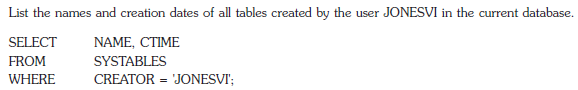 List the names and creation dates of all tables created by the user JONESVI in the current database.
SELECT NAME, CTIME
FROM SYSTABLES
WHERE CREATOR = 'JONESVI';